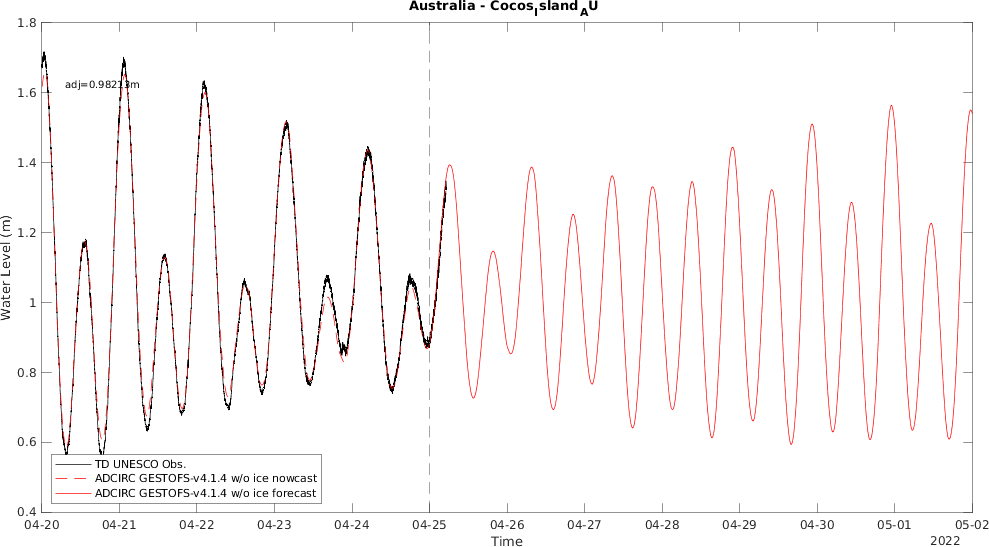 Australia - CocosIslandAU
1.8
1.6
1.4
1.2
1
0.8
0.6
0.4
Water Level (m)
adj=0.98213m
TD UNESCO Obs.
ADCIRC GESTOFS-v4.1.4 w/o ice nowcast
ADCIRC GESTOFS-v4.1.4 w/o ice forecast
04-20 04-21 04-22 04-23 04-24 04-25 04-26 04-27 04-28 04-29 04-30 05-01 05-02
Time
2022